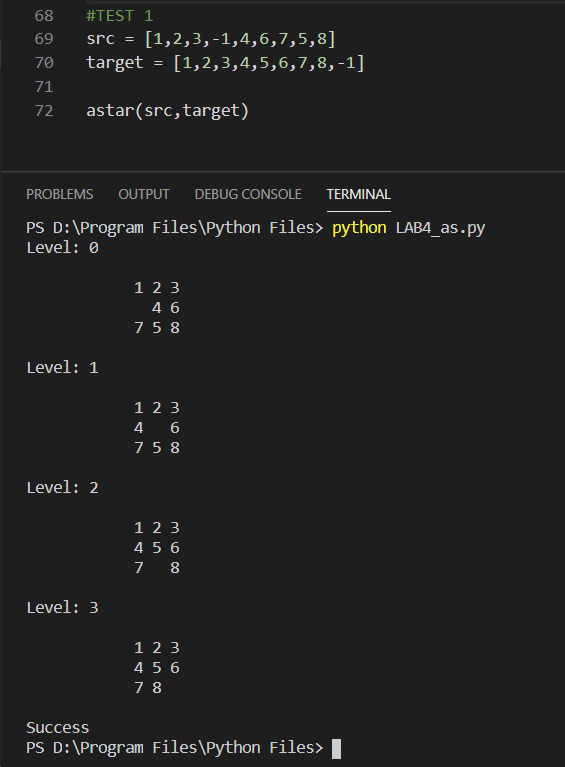 68 #TEST 1
69 src = [1,2,3,-1,4,6,7,5,8]
70 target = [1,2,3,4,5,6,7,8,-1]
71
72 astar(src,target)
PROBLEMS OUTPUT DEBUG CONSOLE TERMINAL
PS D:\Program Files\Python Files> python LAB4_as.py
Level: 0
1 2 3
4 6
7 5 8
Level: 1
1 2 3
4   6
7 5 8
Level: 2
1 2 3
4 5 6
7   8
Level: 3
1 2 3
4 5 6
7 8
Success
PS D:\Program Files\Python Files>